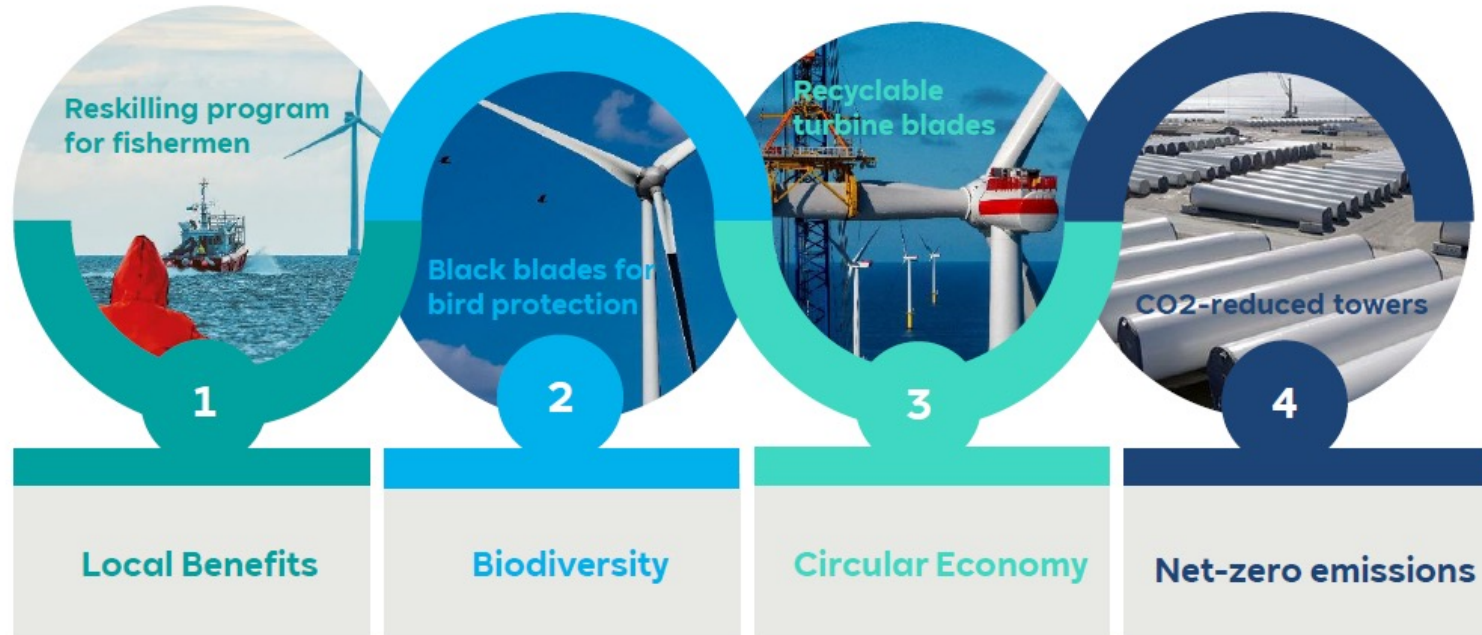 Reskilling program
for fishermen
1
Local Benefits
Black blades for
bird protection
2
Biodiversity
Recyclable
turbine blades
3
Circular Economy
CO2-reduced towers
4
Net-zero emissions